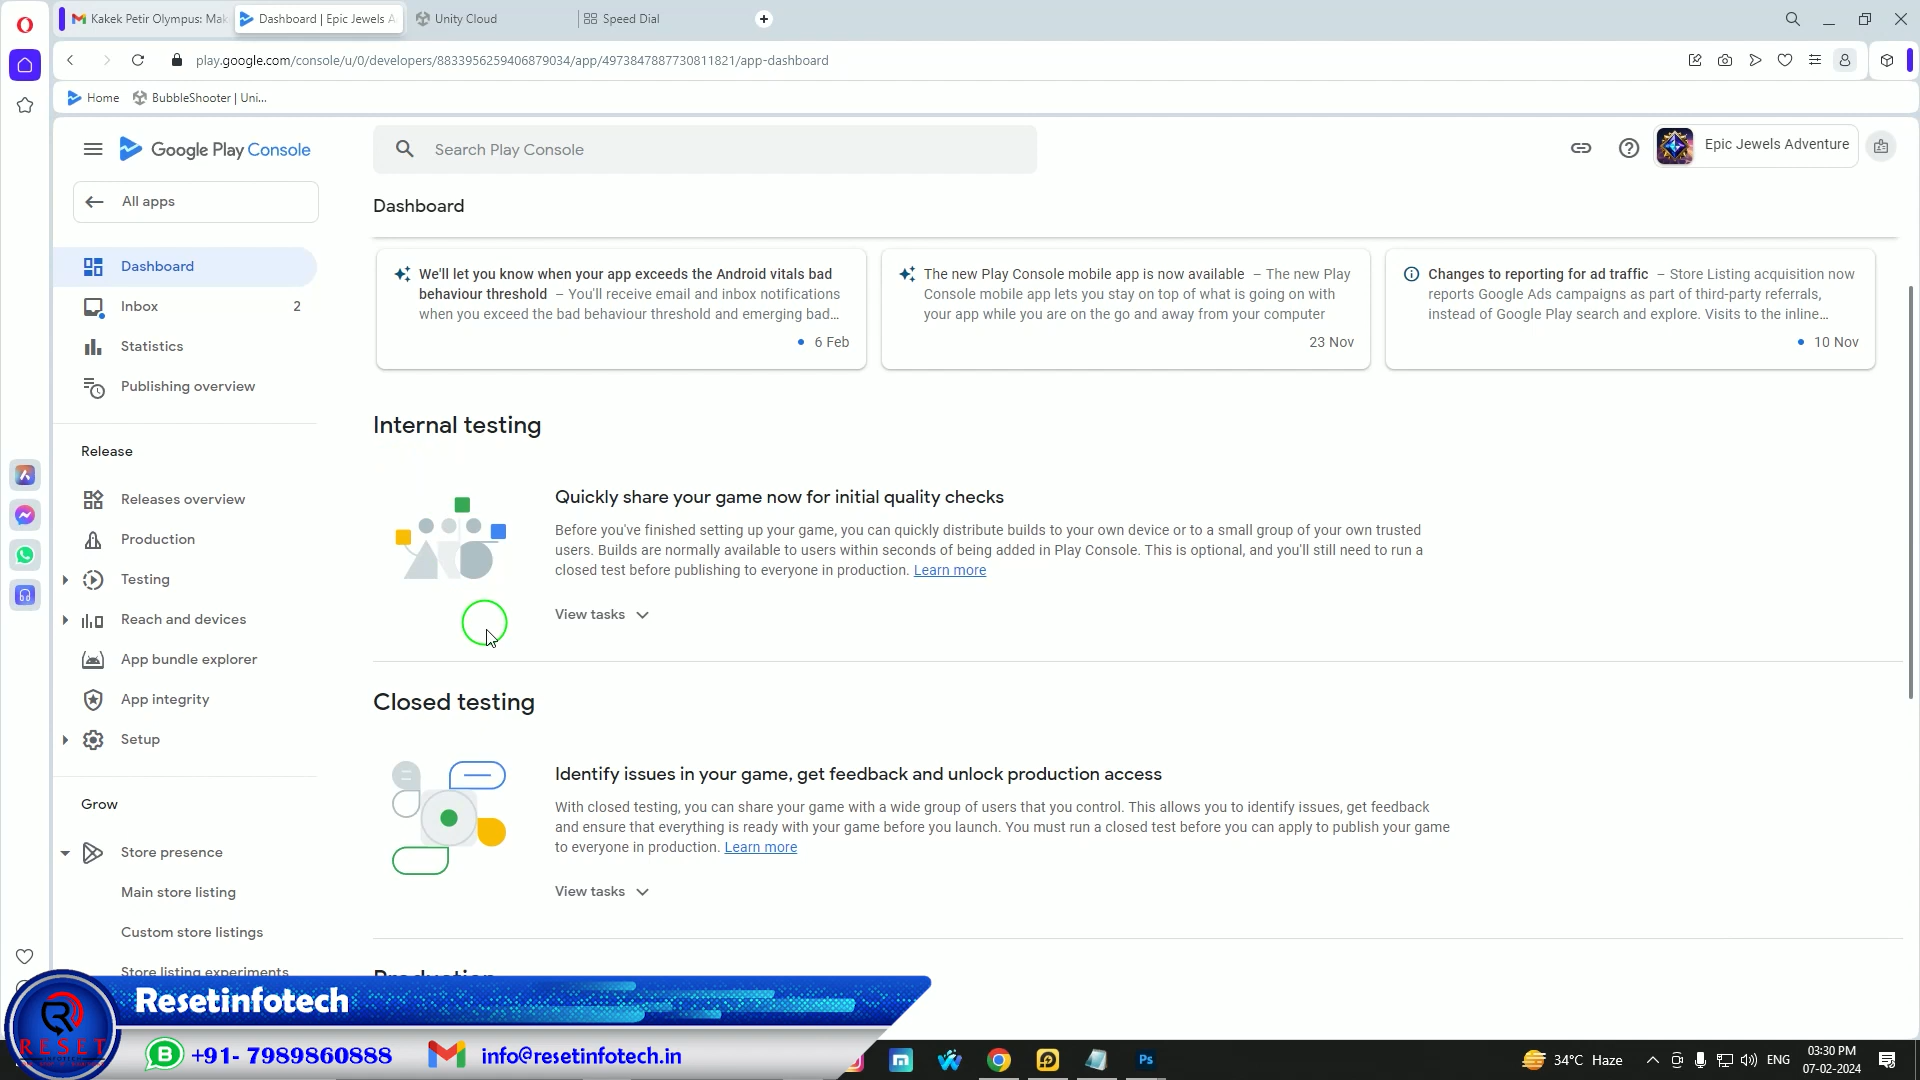 Kakek Petir Olympus: Mak
Dashboard | Epic Jewels A
Unity Cloud
Speed Dial
play.google.com/console/u/0/developers/8833956259406879034/app/4973847887730811821/app-dashboard
Home
BubbleShooter | Uni...
Google Play Console
Search Play Console
Epic Jewels Adventure
All apps
Dashboard
Dashboard
Inbox
2
Statistics
Publishing overview
Release
Releases overview
Production
Testing
Reach and devices
App bundle explorer
App integrity
Setup
Grow
Store presence
Main store listing
Custom store listings
Store listing experiments
We'll let you know when your app exceeds the Android vitals bad
behaviour threshold – You'll receive email and inbox notifications
when you exceed the bad behaviour threshold and emerging bad...
6 Feb
The new Play Console mobile app is now available – The new Play
Console mobile app lets you stay on top of what is going on with
your app while you are on the go and away from your computer
23 Nov
Changes to reporting for ad traffic – Store Listing acquisition now
reports Google Ads campaigns as part of third-party referrals,
instead of Google Play search and explore. Visits to the inline...
10 Nov
Internal testing
Quickly share your game now for initial quality checks
Before you've finished setting up your game, you can quickly distribute builds to your own device or to a small group of your own trusted
users. Builds are normally available to users within seconds of being added in Play Console. This is optional, and you'll still need to run a
closed test before publishing to everyone in production. Learn more
View tasks
Closed testing
Identify issues in your game, get feedback and unlock production access
With closed testing, you can share your game with a wide group of users that you control. This allows you to identify issues, get feedback
and ensure that everything is ready with your game before you launch. You must run a closed test before you can apply to publish your game
to everyone in production. Learn more
View tasks
Production
Resetinfotech
RESET
+91- 7989860888
info@resetinfotech.in
Ps
34°C Haze
ENG
03:30 PM
07-02-2024